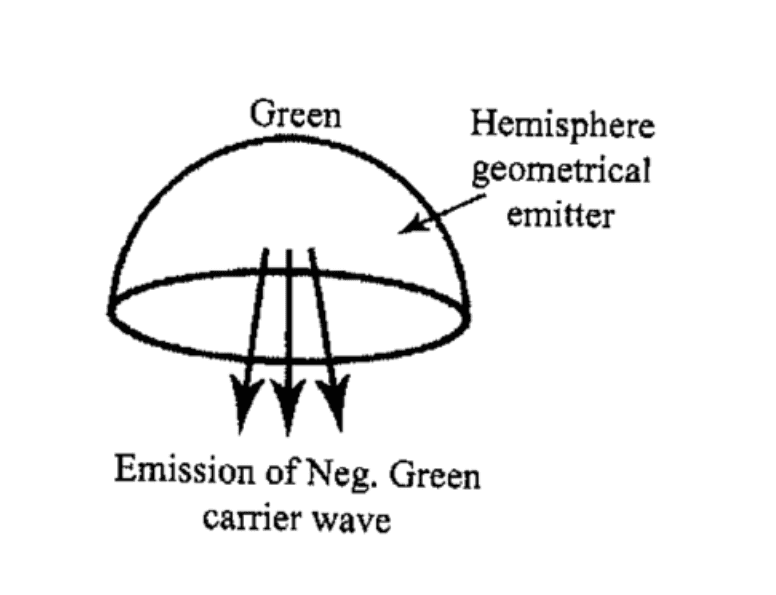 Green
Hemisphere
geometrical
emitter
Emission of Neg. Green
carrier wave